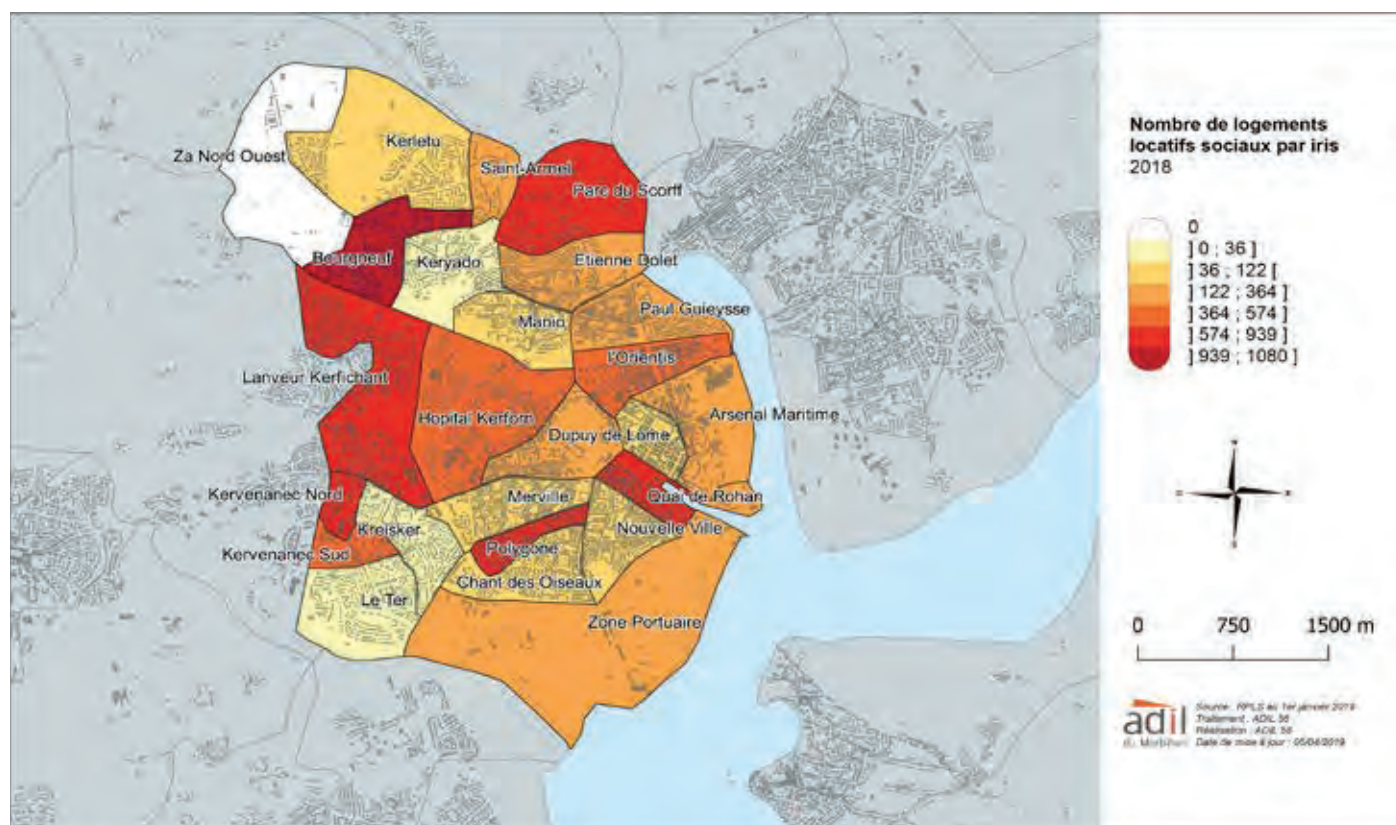 Za Nord Ouest
Kerletu
Saint-Armel
Parc du Scorff
Bourgneuf
Keryado
Etienne Dolet
Manio
Paul Guieysse
l'Orientis
Lanveur Kerfichant
Hopital Kerforn
Dupuy de Lome
Arsenal Maritime
Kervenanec Nord
Merville
Quai de Rohan
Kreisker
Nouvelle Ville
Kervenanec Sud
Polygone
Chant des Oiseaux
Le Ter
Zone Portuaire
Nombre de logements
locatifs sociaux par iris
2018
0
] 0 ; 36 ]
] 36 ; 122 [
] 122 ; 364 ]
] 364 ; 574 ]
] 574 ; 939 ]
] 939 ; 1080 ]
N
O
E
S
0 750 1500 m
adil
du Morbihan
Source : RPLS au 1er janvier 2019
Traitement : ADIL 56
Réalisation : ADIL 56
Date de mise à jour : 05/04/2019